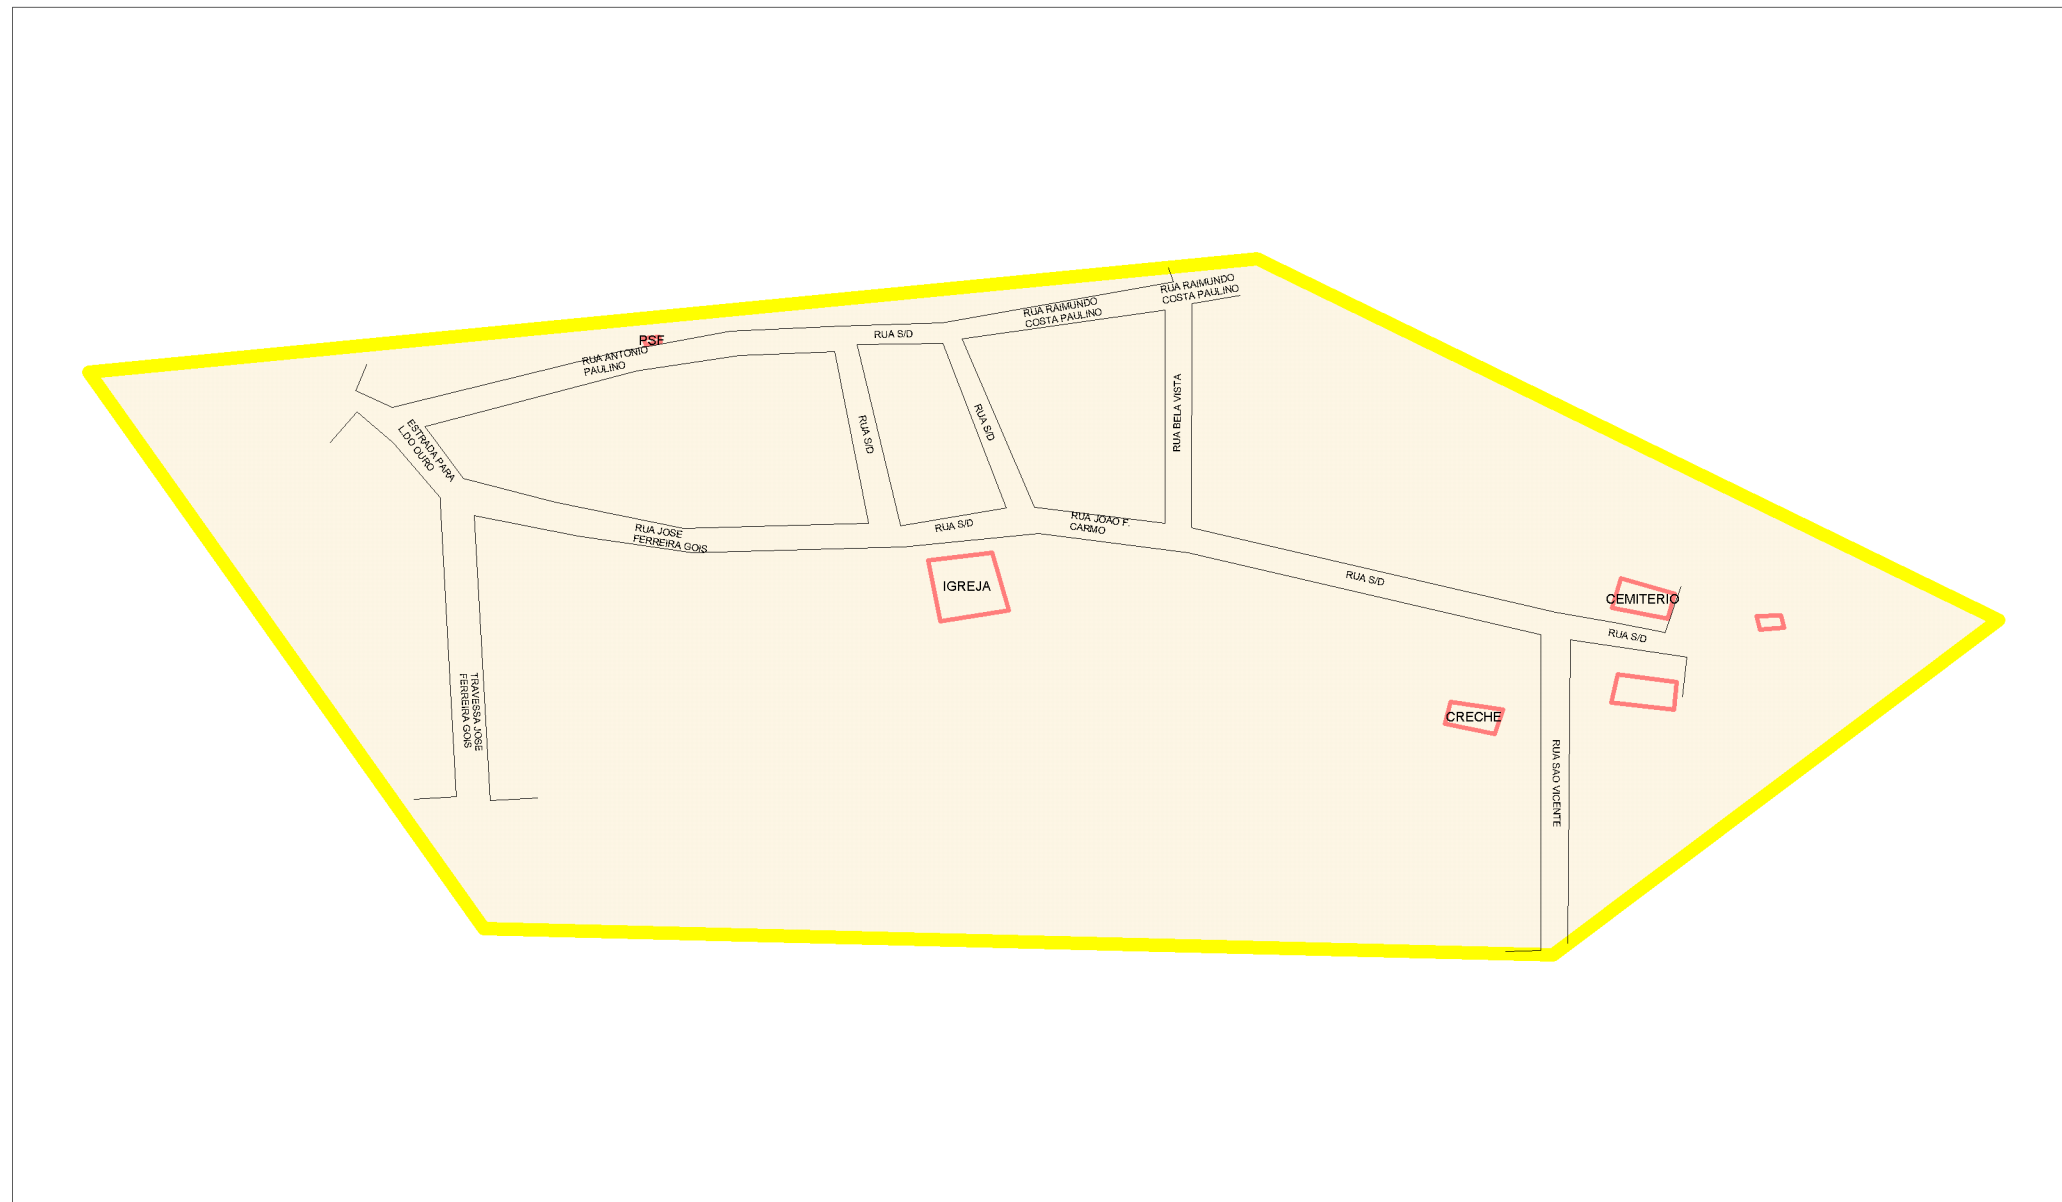 RUA RAIMUNDO
COSTA PAULINO
RUA RAIMUNDO
COSTA PAULINO
RUA S/D
PSF
RUA ANTONIO
PAULINO
ESTRADA PARA
L.DO OURO
RUA S/D
RUA S/D
RUA BELA VISTA
RUA JOSE
FERREIRA GOIS
RUA S/D
RUA JOAO F.
CARMO
IGREJA
RUA S/D
CEMITERIO
RUA S/D
TRAVESSA JOSE
FERREIRA GOIS
CRECHE
RUA SAO VICENTE